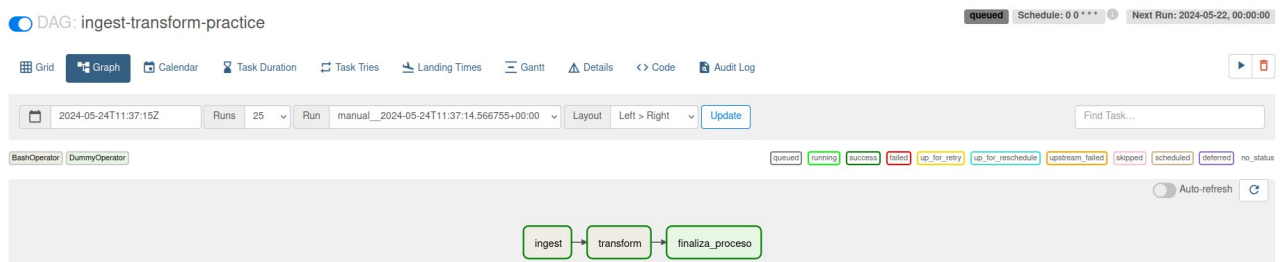 DAG: ingest-transform-practice
queued Schedule: 0 0 * * * Next Run: 2024-05-22, 00:00:00
Grid Graph Calendar Task Duration Task Tries Landing Times Gantt Details <> Code Audit Log
2024-05-24T11:37:15Z Runs 25 Run manual__2024-05-24T11:37:14.566755+00:00 Layout Left > Right Update Find Task...
BashOperator DummyOperator queued running success failed up_for_retry up_for_reschedule upstream_failed skipped scheduled deferred no_status
Auto-refresh
ingest transform finaliza_proceso